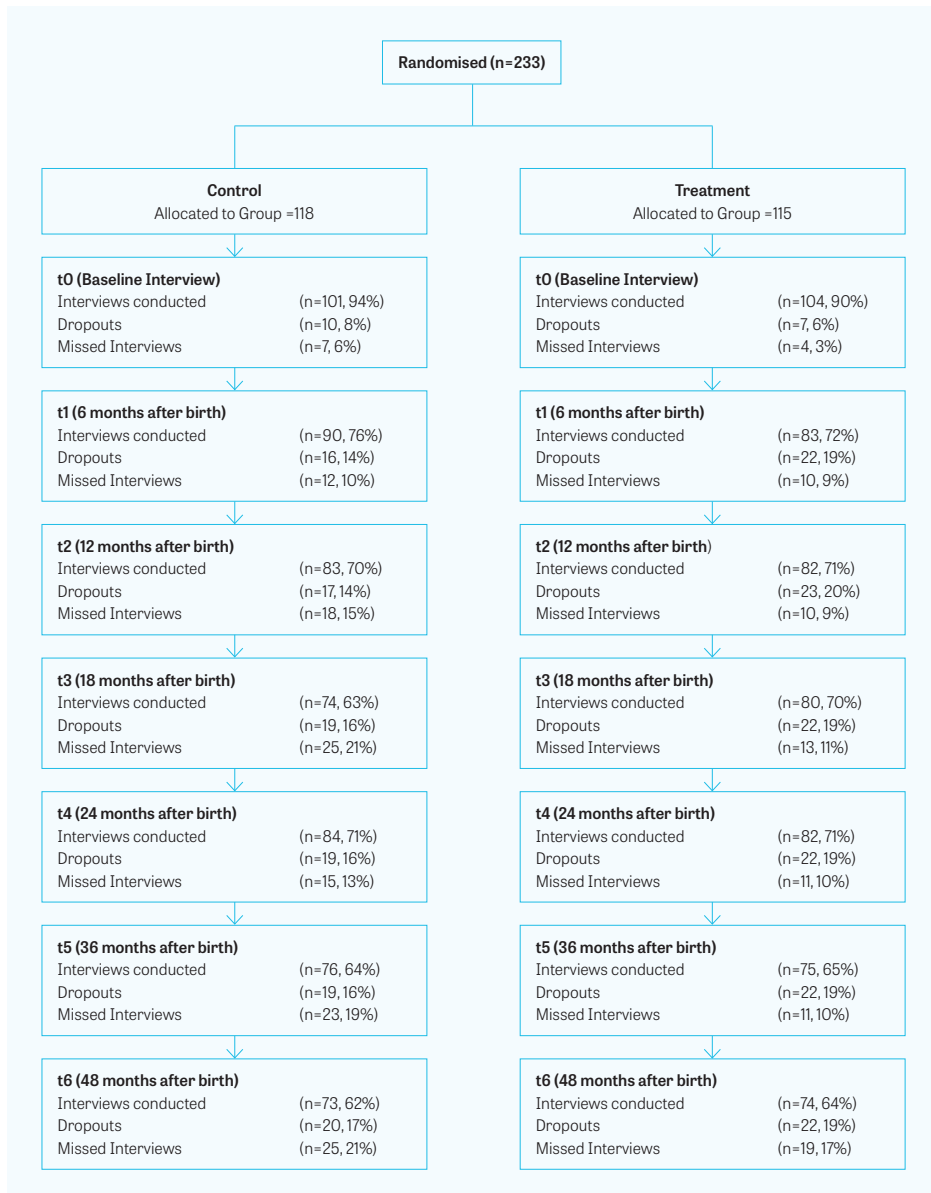 Randomised (n=233)
Control
Allocated to Group =118
t0 (Baseline Interview)
Interviews conducted (n=101, 94%)
Dropouts (n=10, 8%)
Missed Interviews (n=7, 6%)
t1 (6 months after birth)
Interviews conducted (n=90, 76%)
Dropouts (n=16, 14%)
Missed Interviews (n=12, 10%)
t2 (12 months after birth)
Interviews conducted (n=83, 70%)
Dropouts (n=17, 14%)
Missed Interviews (n=18, 15%)
t3 (18 months after birth)
Interviews conducted (n=74, 63%)
Dropouts (n=19, 16%)
Missed Interviews (n=25, 21%)
t4 (24 months after birth)
Interviews conducted (n=84, 71%)
Dropouts (n=19, 16%)
Missed Interviews (n=15, 13%)
t5 (36 months after birth)
Interviews conducted (n=76, 64%)
Dropouts (n=19, 16%)
Missed Interviews (n=23, 19%)
t6 (48 months after birth)
Interviews conducted (n=73, 62%)
Dropouts (n=20, 17%)
Missed Interviews (n=25, 21%)
Treatment
Allocated to Group =115
t0 (Baseline Interview)
Interviews conducted (n=104, 90%)
Dropouts (n=7, 6%)
Missed Interviews (n=4, 3%)
t1 (6 months after birth)
Interviews conducted (n=83, 72%)
Dropouts (n=22, 19%)
Missed Interviews (n=10, 9%)
t2 (12 months after birth)
Interviews conducted (n=82, 71%)
Dropouts (n=23, 20%)
Missed Interviews (n=10, 9%)
t3 (18 months after birth)
Interviews conducted (n=80, 70%)
Dropouts (n=22, 19%)
Missed Interviews (n=13, 11%)
t4 (24 months after birth)
Interviews conducted (n=82, 71%)
Dropouts (n=22, 19%)
Missed Interviews (n=11, 10%)
t5 (36 months after birth)
Interviews conducted (n=75, 65%)
Dropouts (n=22, 19%)
Missed Interviews (n=11, 10%)
t6 (48 months after birth)
Interviews conducted (n=74, 64%)
Dropouts (n=22, 19%)
Missed Interviews (n=19, 17%)